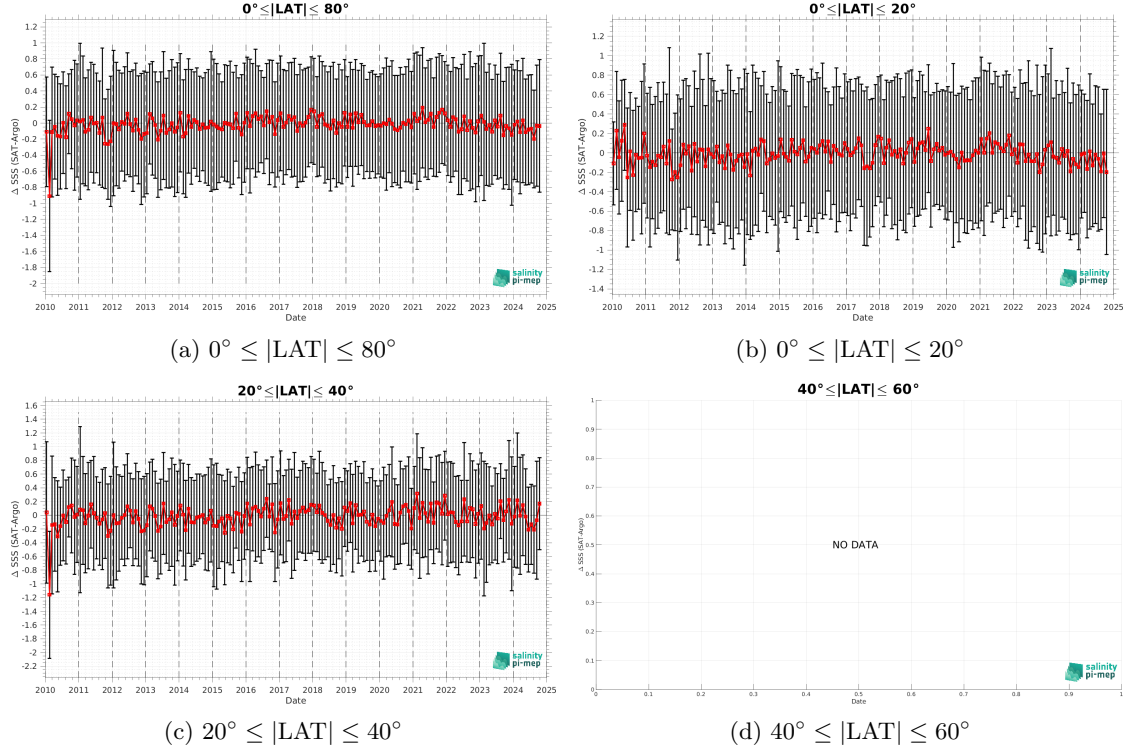 0°≤|LAT|≤ 80°
Δ SSS (SAT-Argo)
1.2
1
0.8
0.6
0.4
0.2
0
-0.2
-0.4
-0.6
-0.8
-1
-1.2
-1.4
-1.6
-1.8
-2
2010 2011 2012 2013 2014 2015 2016 2017 2018 2019 2020 2021 2022 2023 2024 2025
Date
salinity
pi-mep
(a) 0° ≤ |LAT| ≤ 80°
0°≤|LAT|≤ 20°
Δ SSS (SAT-Argo)
1.2
1
0.8
0.6
0.4
0.2
0
-0.2
-0.4
-0.6
-0.8
-1
-1.2
-1.4
2010 2011 2012 2013 2014 2015 2016 2017 2018 2019 2020 2021 2022 2023 2024 2025
Date
salinity
pi-mep
(b) 0° ≤ |LAT| ≤ 20°
20°≤|LAT|≤ 40°
Δ SSS (SAT-Argo)
1.6
1.4
1.2
1
0.8
0.6
0.4
0.2
0
-0.2
-0.4
-0.6
-0.8
-1
-1.2
-1.4
-1.6
-1.8
-2
-2.2
2010 2011 2012 2013 2014 2015 2016 2017 2018 2019 2020 2021 2022 2023 2024 2025
Date
salinity
pi-mep
(c) 20° ≤ |LAT| ≤ 40°
40°≤|LAT|≤ 60°
Δ SSS (SAT-Argo)
1
0.9
0.8
0.7
0.6
0.5
0.4
0.3
0.2
0.1
0
NO DATA
0 0.1 0.2 0.3 0.4 0.5 0.6 0.7 0.8 0.9 1
Date
salinity
pi-mep
(d) 40° ≤ |LAT| ≤ 60°